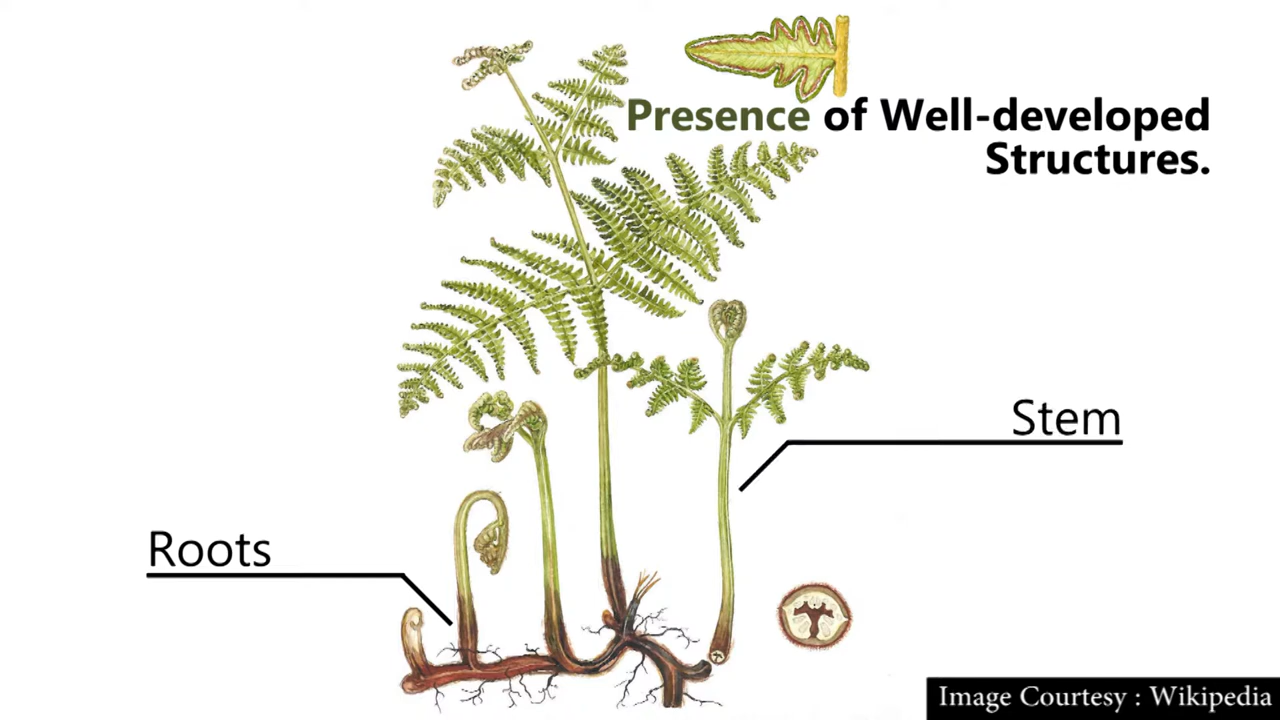 Presence of Well-developed
Structures.
Stem
Roots
Image Courtesy : Wikipedia